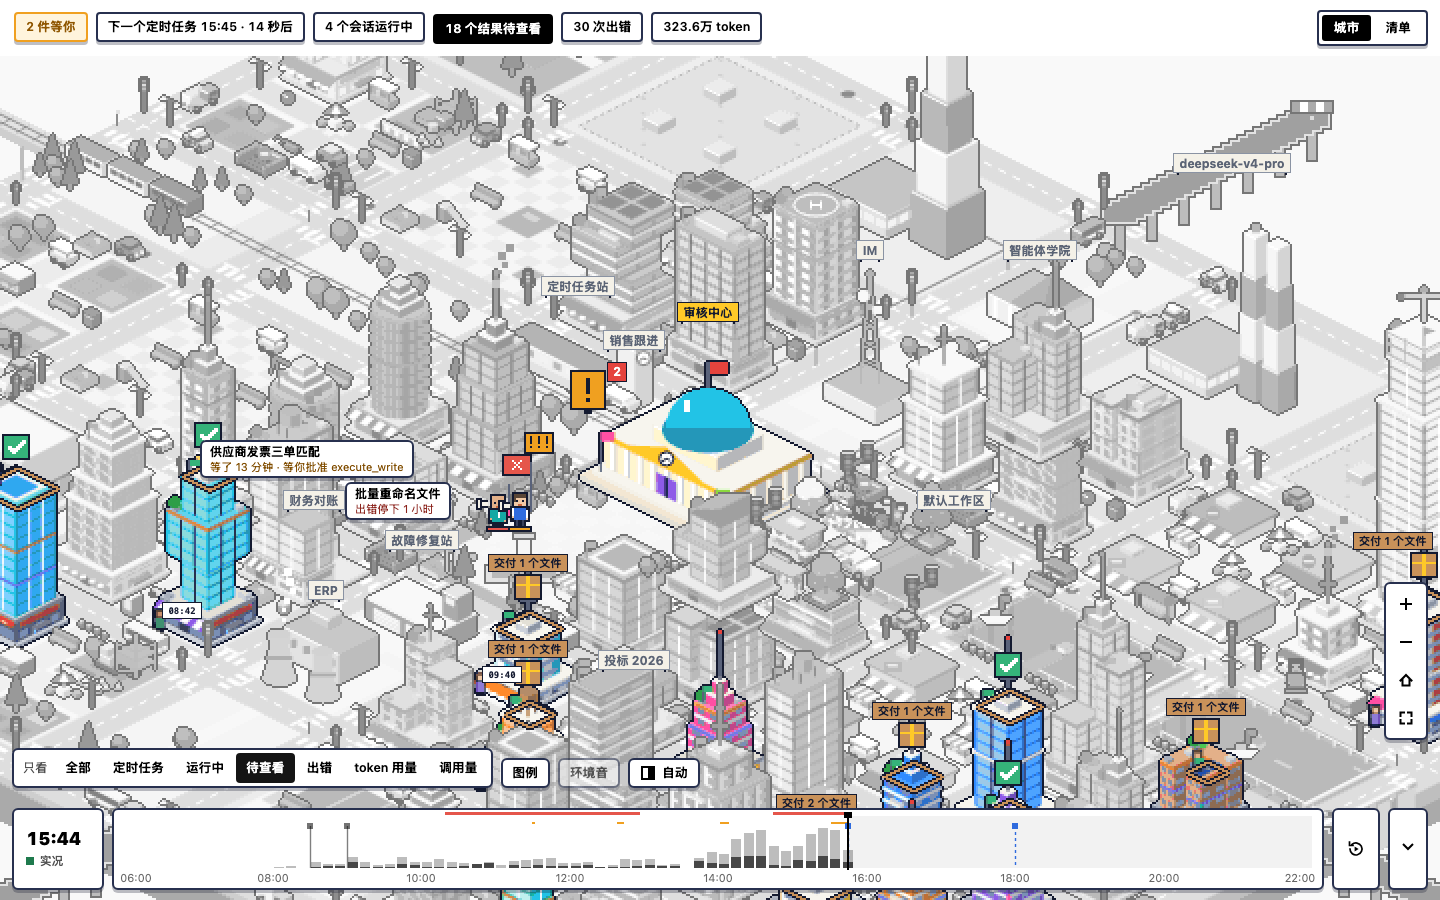 2 件等你
下一个定时任务 15:45 · 14 秒后
4 个会话运行中
18 个结果待查看
30 次出错
323.6万 token
城市
清单
deepseek-v4-pro
IM
智能体学院
定时任务站
审核中心
销售跟进
2
供应商发票三单匹配
等了 13 分钟 · 等你批准 execute_write
财务对账
批量重命名文件
出错停下 1 小时
默认工作区
故障修复站
交付 1 个文件
交付 1 个文件
ERP
08:42
交付 1 个文件
投标 2026
09:40
交付 1 个文件
交付 1 个文件
只看
全部
定时任务
运行中
待查看
出错
token 用量
调用量
图例
环境音
自动
交付 2 个文件
15:44
实况
06:00
08:00
10:00
12:00
14:00
16:00
18:00
20:00
22:00